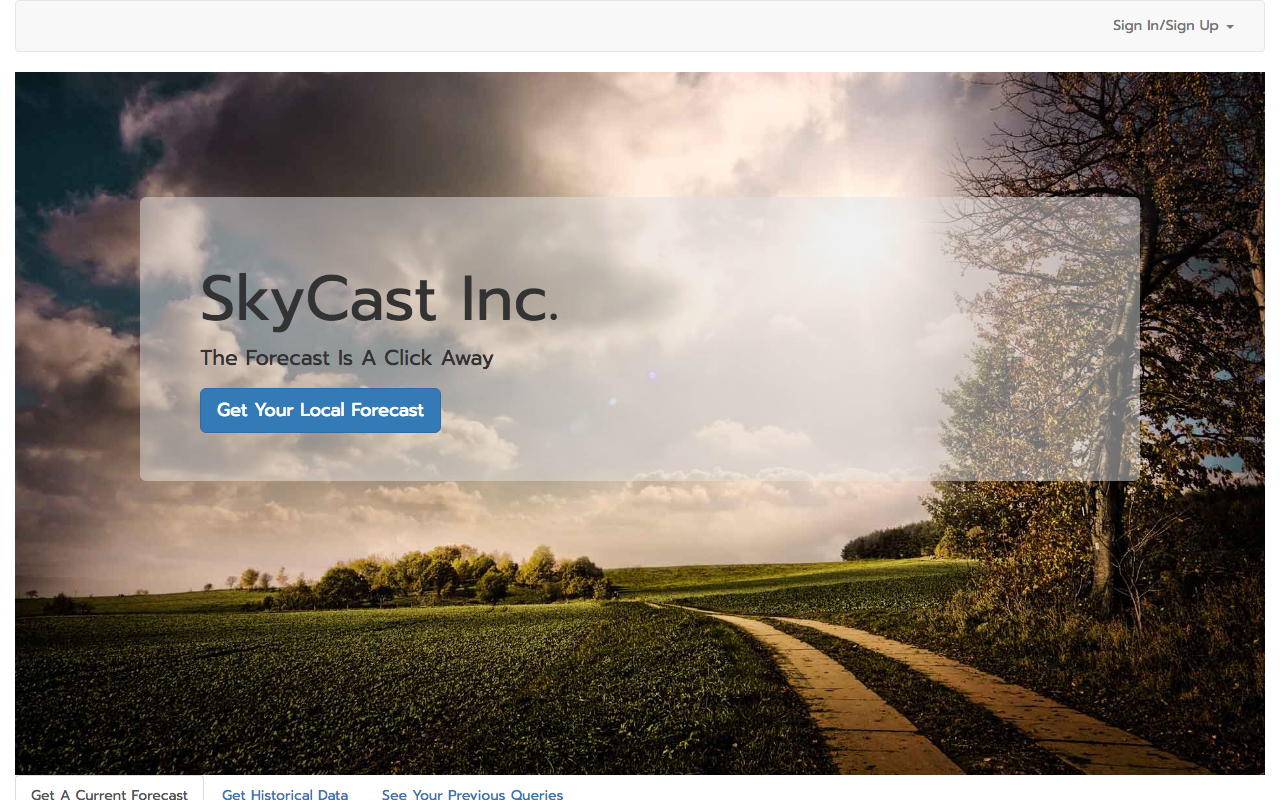 Sign In/Sign Up
SkyCast Inc.
The Forecast Is A Click Away
Get Your Local Forecast
Get A Current Forecast
Get Historical Data
See Your Previous Queries